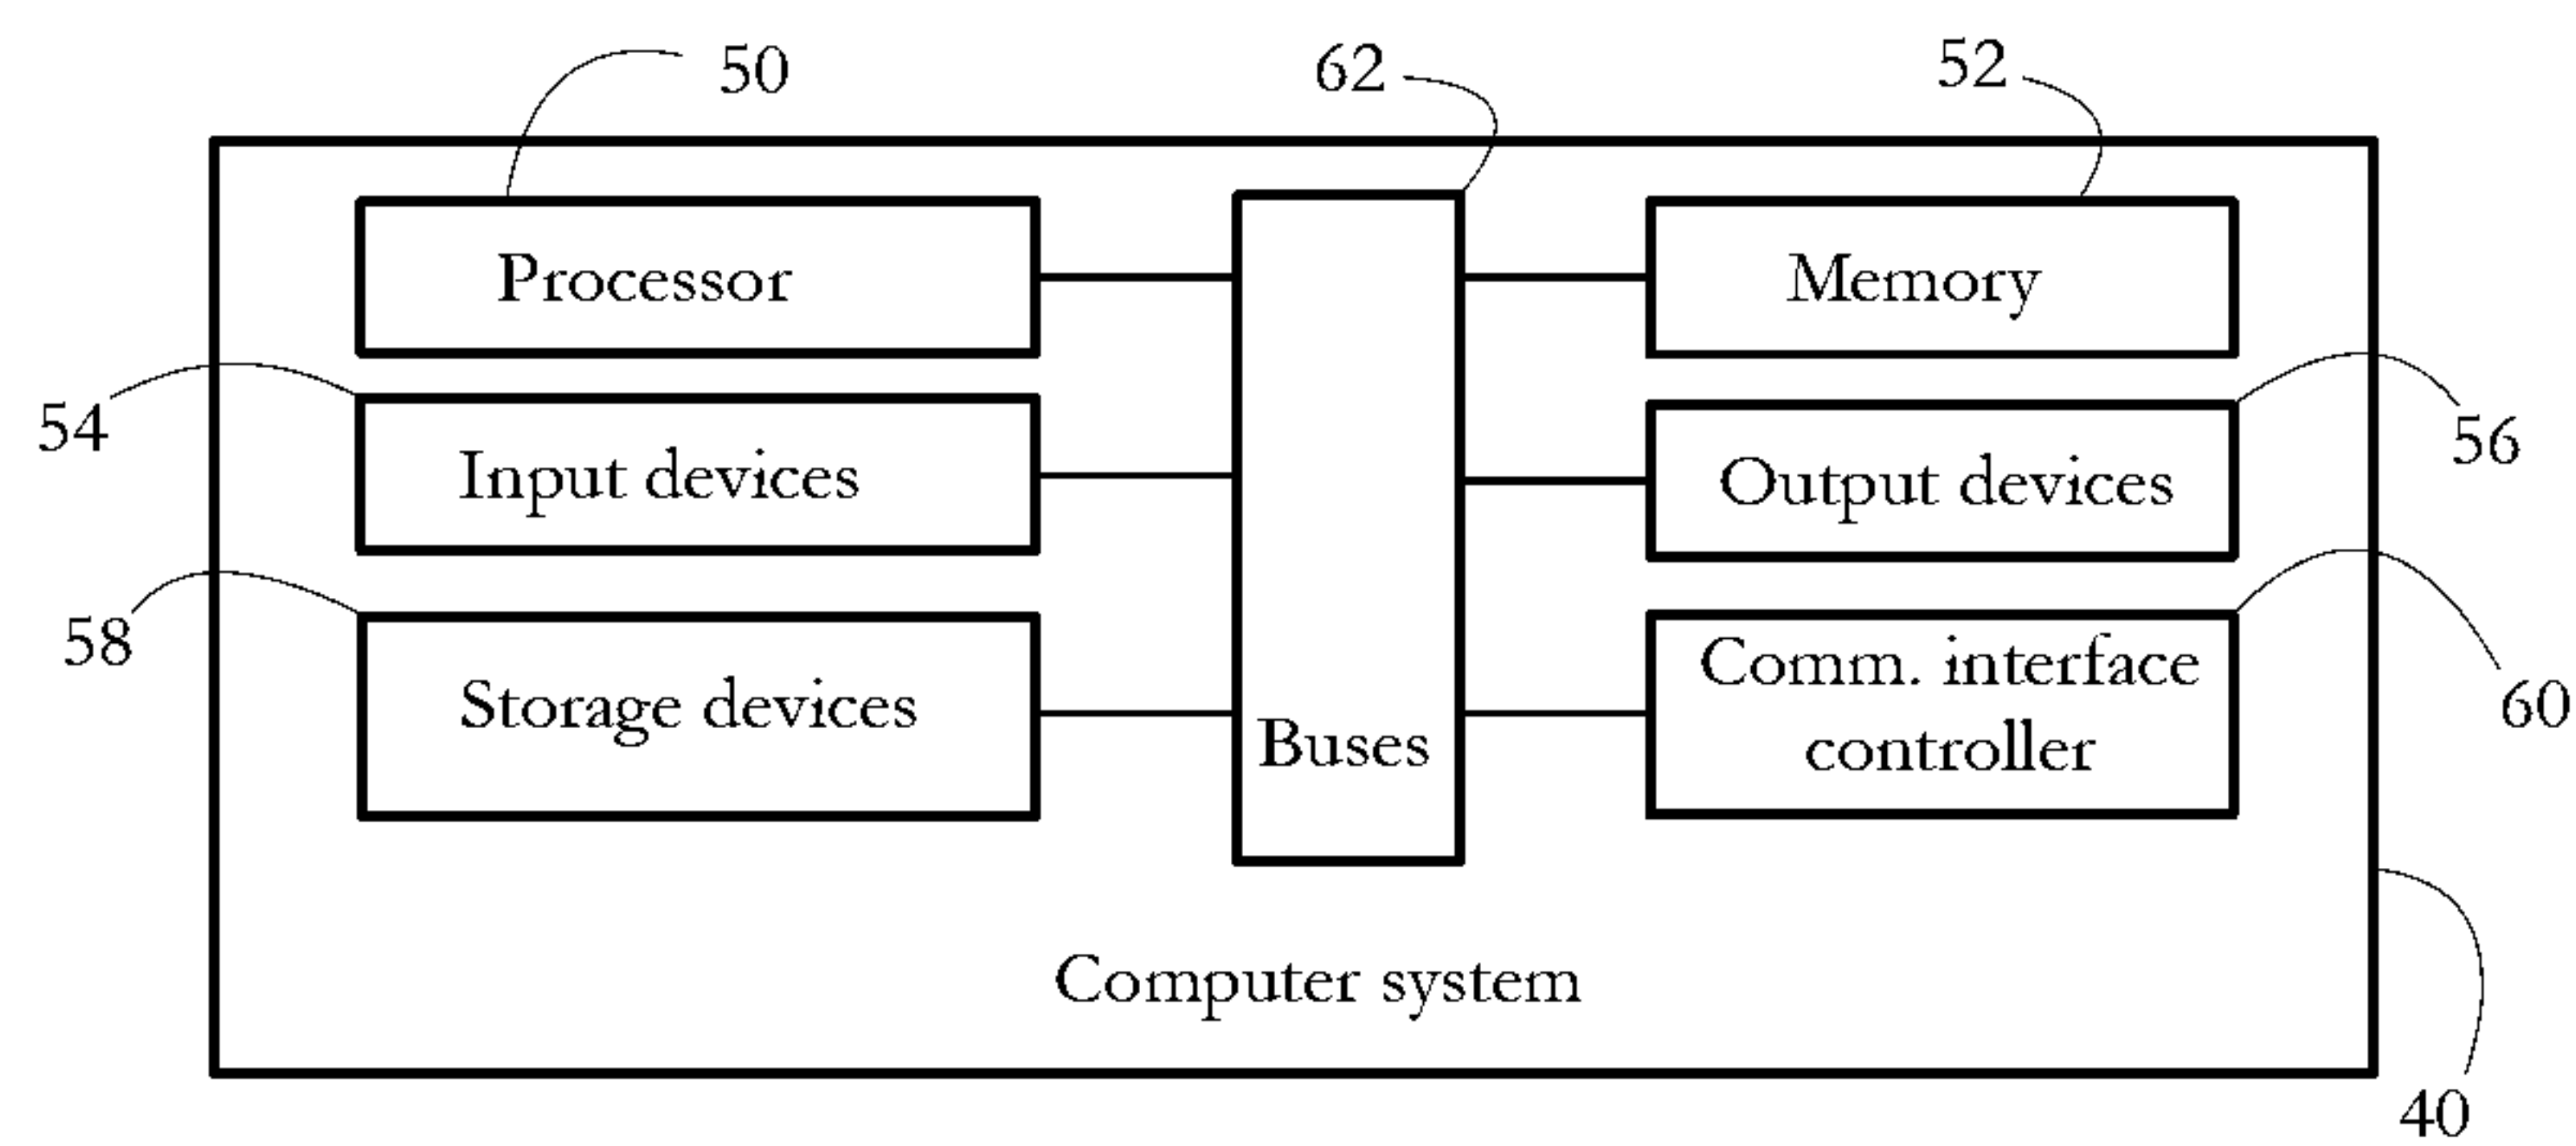 50
62
52
Processor
Memory
54
Input devices
Output devices
56
58
Storage devices
Buses
Comm. interface
controller
60
Computer system
40